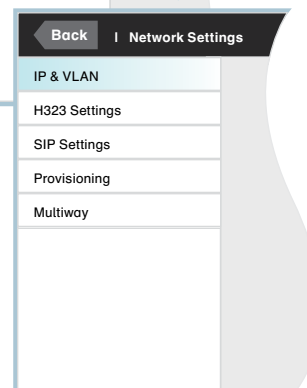 Back | Network Settings
IP & VLAN
H323 Settings
SIP Settings
Provisioning
Multiway